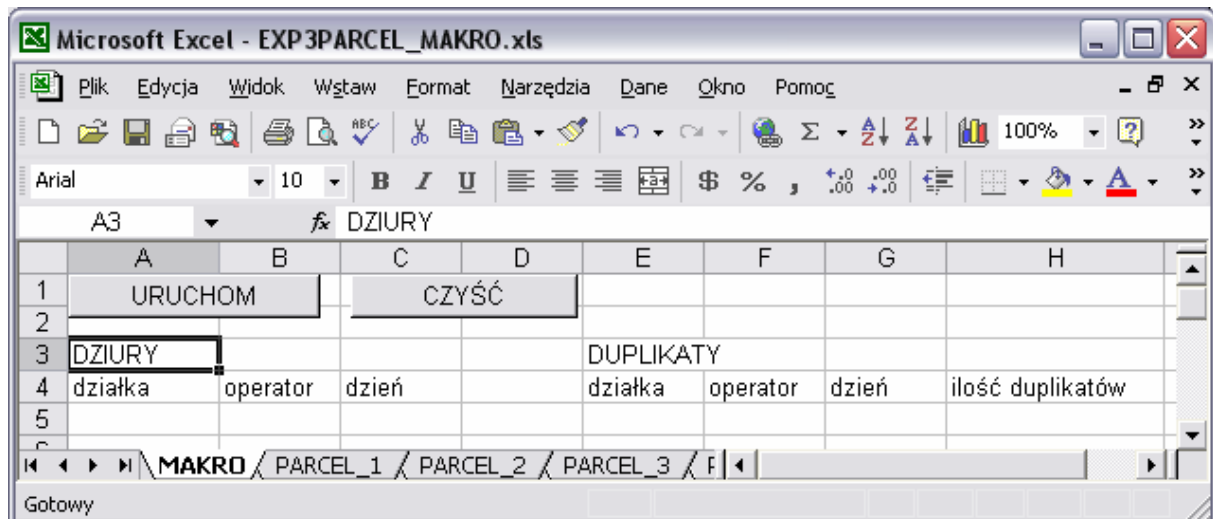 Microsoft Excel - EXP3PARCEL_MAKRO.xls
Plik Edycja Widok Wstaw Format Narzędzia Dane Okno Pomoc
ABC 100%
Arial 10 B I U $ % ,
A3 fx DZIURY
A B C D E F G H
1 URUCHOM CZYŚĆ
2
3 DZIURY DUPLIKATY
4 działka operator dzień działka operator dzień ilość duplikatów
5
MAKRO PARCEL_1 PARCEL_2 PARCEL_3
Gotowy